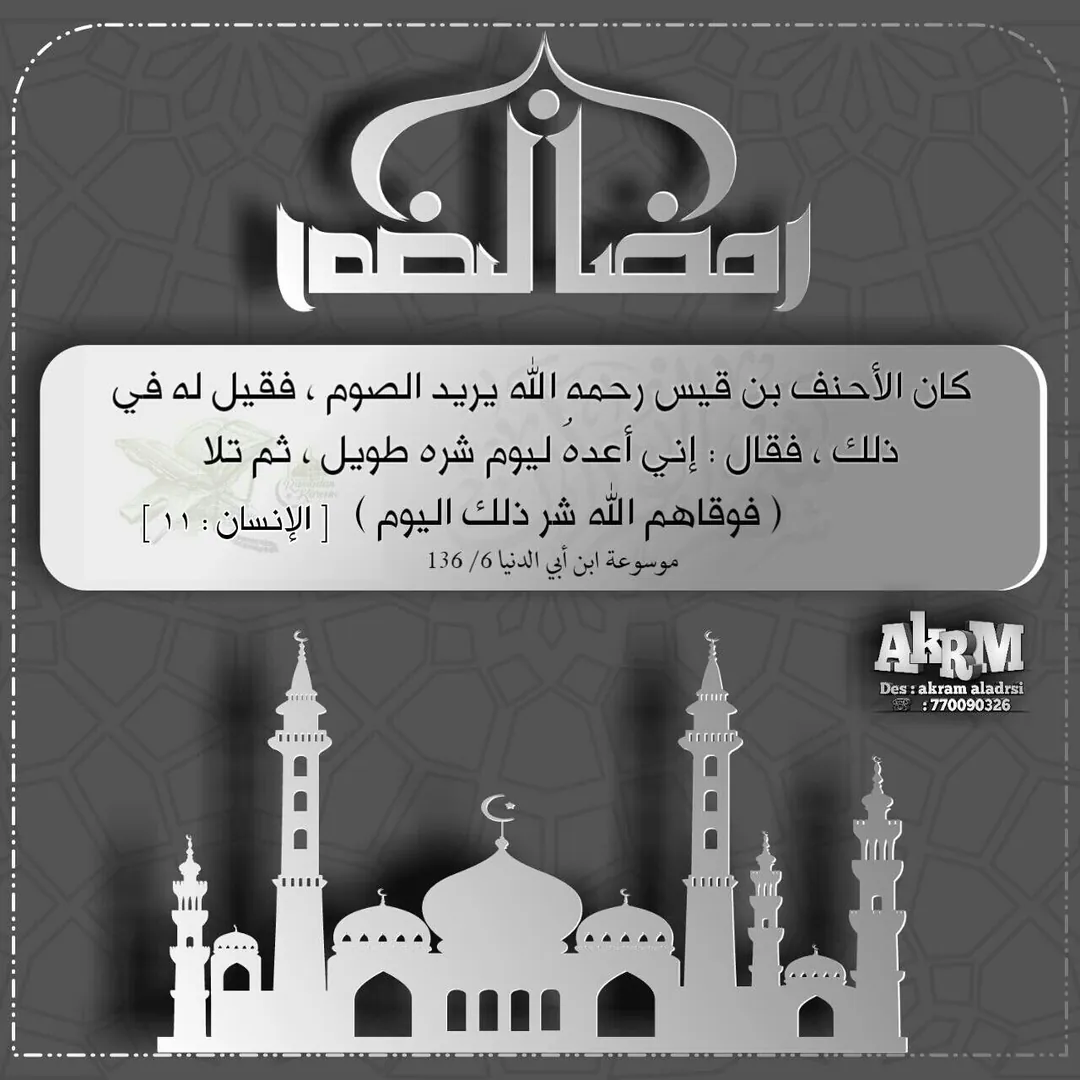 رمضان
كان الأحنف بن قيس رحمه الله يريد الصوم ، فقيل له في
ذلك ، فقال : إني أعدهُ ليوم شره طويل ، ثم تلا
( فوقاهم الله شر ذلك اليوم ) [ الإنسان : ١١ ]
موسوعة ابن أبي الدنيا 6/ 136
AkRM
Des : akram aladrsi
☏ : 770090326